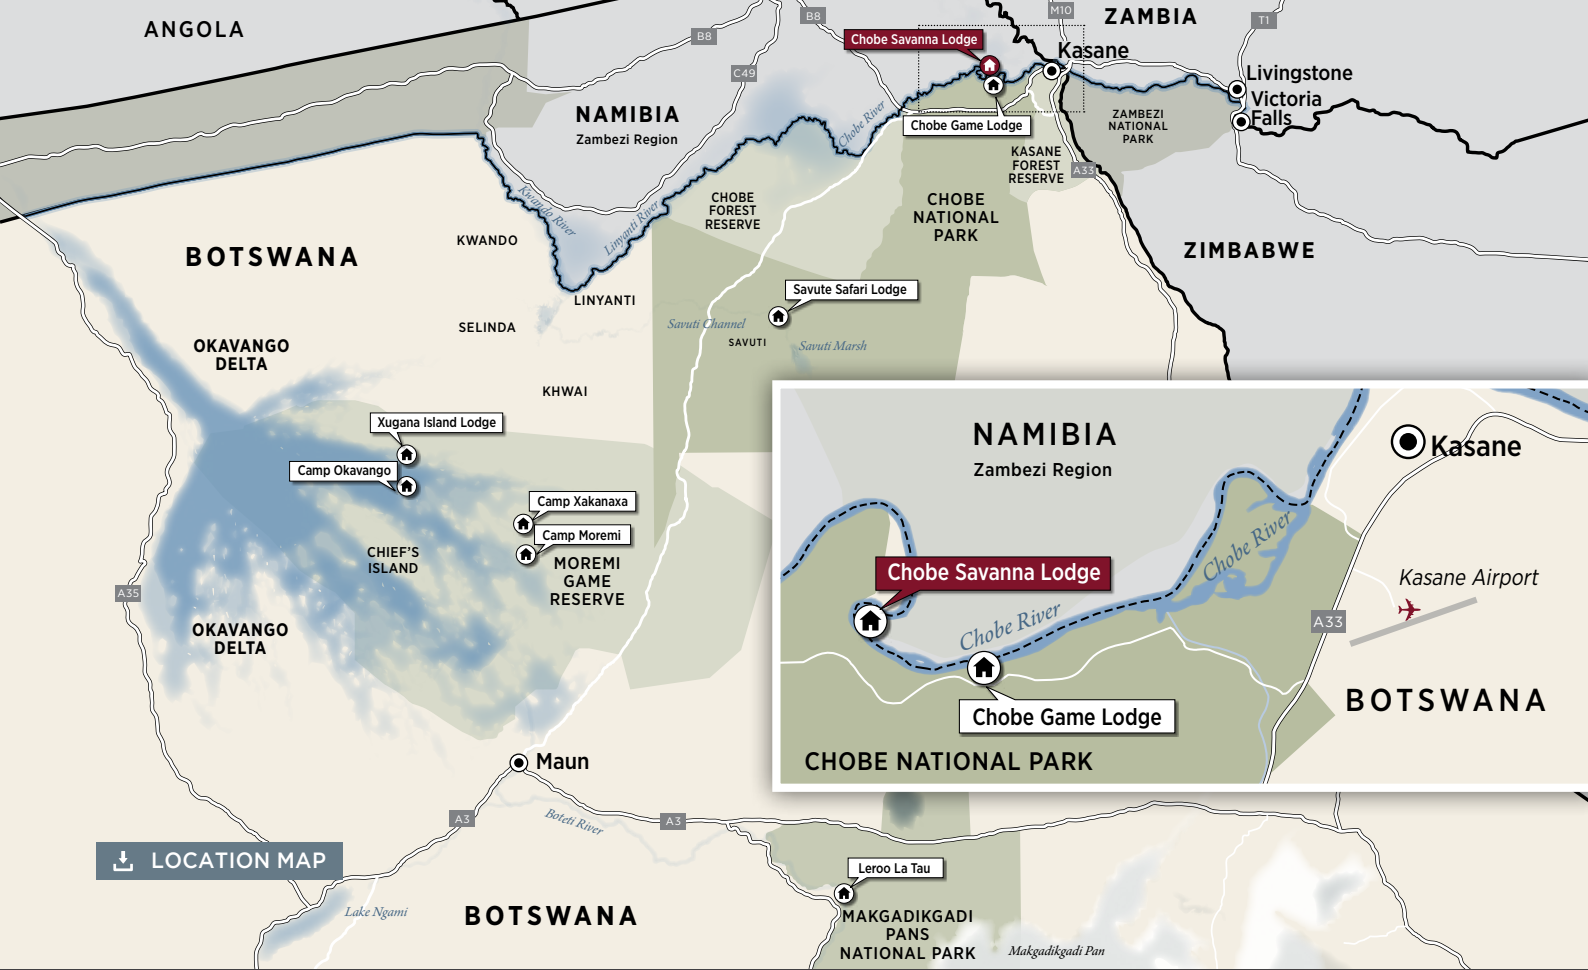 ANGOLA
B8
B8
M10
ZAMBIA
T1
Chobe Savanna Lodge
Kasane
C49
Livingstone
Victoria
Falls
NAMIBIA
Zambezi Region
Chobe River
Chobe Game Lodge
ZAMBEZI
NATIONAL
PARK
KASANE
FOREST
RESERVE
A33
Kwando River
Linyanti River
CHOBE
FOREST
RESERVE
CHOBE
NATIONAL
PARK
BOTSWANA
KWANDO
ZIMBABWE
LINYANTI
Savute Safari Lodge
SELINDA
Savuti Channel
SAVUTI
Savuti Marsh
OKAVANGO
DELTA
KHWAI
Xugana Island Lodge
Camp Okavango
Camp Xakanaxa
Camp Moremi
CHIEF'S
ISLAND
MOREMI
GAME
RESERVE
A35
OKAVANGO
DELTA
Maun
A3
Boteti River
A3
LOCATION MAP
Lake Ngami
BOTSWANA
Leroo La Tau
MAKGADIKGADI
PANS
NATIONAL PARK
Makgadikgadi Pan
NAMIBIA
Zambezi Region
Kasane
Chobe River
Chobe Savanna Lodge
Kasane Airport
Chobe River
A33
Chobe Game Lodge
BOTSWANA
CHOBE NATIONAL PARK